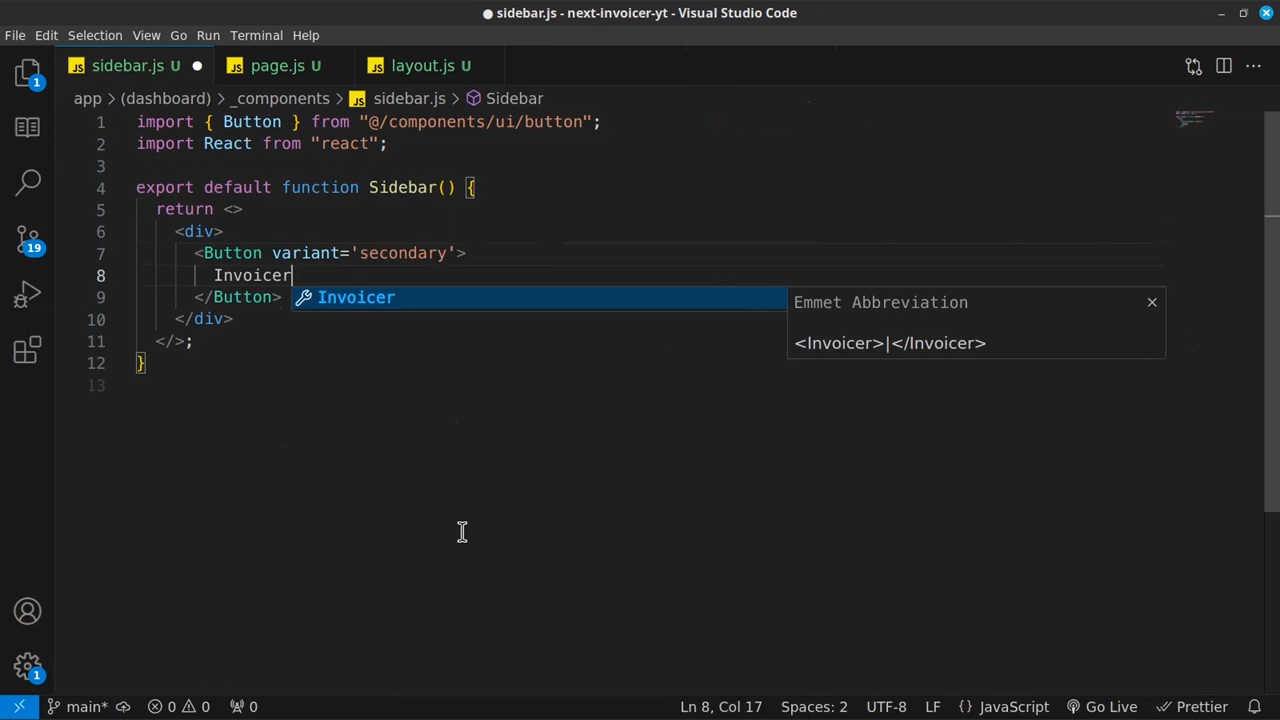 sidebar.js - next-invoicer-yt - Visual Studio Code
File Edit Selection View Go Run Terminal Help
JS sidebar.js U JS page.js U JS layout.js U
app > (dashboard) > _components > JS sidebar.js > Sidebar
1 import { Button } from "@/components/ui/button";
2 import React from "react";
3
4 export default function Sidebar() {
5 return <>
6 <div>
7 <Button variant='secondary'>
8 Invoicer
9 </Button>
Invoicer
Emmet Abbreviation
<Invoicer>|</Invoicer>
10 </div>
11 </>;
12 }
13
1
19
1
main* 0 0 0 Ln 8, Col 17 Spaces: 2 UTF-8 LF {} JavaScript Go Live Prettier